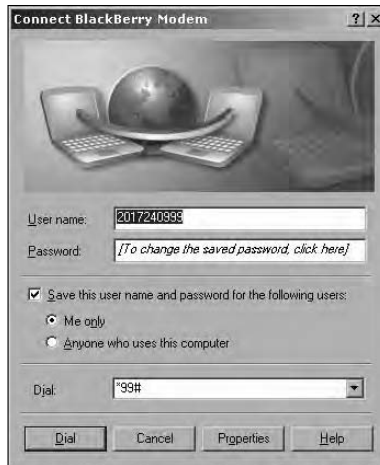 Connect BlackBerry Modem
User name: 2017240999
Password: [To change the saved password, click here]
Save this user name and password for the following users:
Me only
Anyone who uses this computer
Dial: *99#
Dial Cancel Properties Help